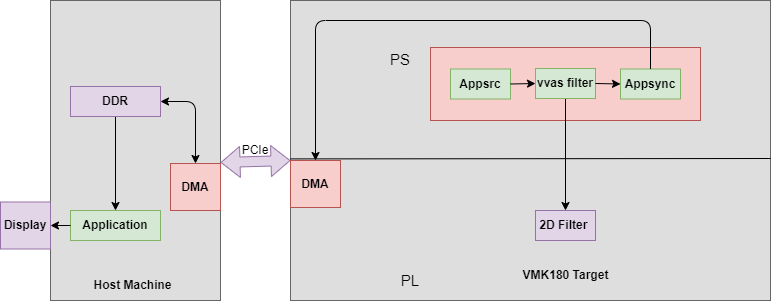 PS
Appsrc
vvas filter
Appsync
DDR
PCIe
DMA
DMA
Display
Application
2D Filter
Host Machine
PL
VMK180 Target